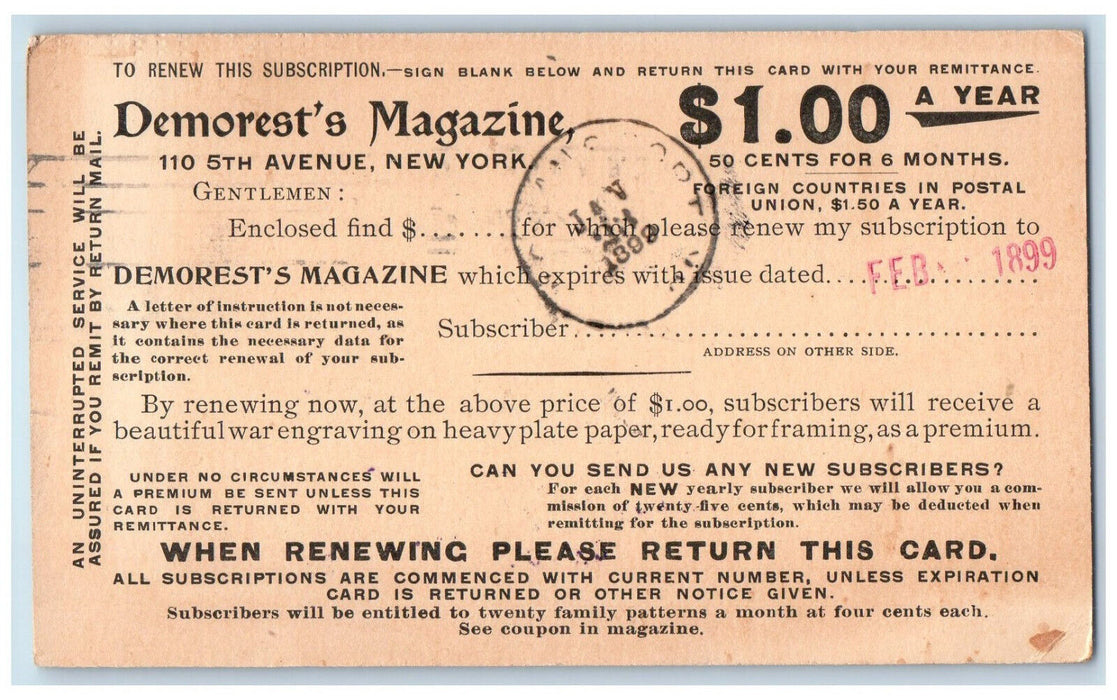 TO RENEW THIS SUBSCRIPTION.—SIGN BLANK BELOW AND RETURN THIS CARD WITH YOUR REMITTANCE.
Demorest's Magazine,
110 5TH AVENUE, NEW YORK.
$1.00 A YEAR
50 CENTS FOR 6 MONTHS.
FOREIGN COUNTRIES IN POSTAL
UNION, $1.50 A YEAR.
GENTLEMEN:
Enclosed find $........for which please renew my subscription to
DEMOREST'S MAGAZINE which expires with issue dated..................
FEB 1899
1899
A letter of instruction is not neces-
sary where this card is returned, as
it contains the necessary data for
the correct renewal of your sub-
scription.
Subscriber........................................
ADDRESS ON OTHER SIDE.
By renewing now, at the above price of $1.00, subscribers will receive a
beautiful war engraving on heavy plate paper, ready for framing, as a premium.
UNDER NO CIRCUMSTANCES WILL
A PREMIUM BE SENT UNLESS THIS
CARD IS RETURNED WITH YOUR
REMITTANCE.
CAN YOU SEND US ANY NEW SUBSCRIBERS?
For each NEW yearly subscriber we will allow you a com-
mission of twenty-five cents, which may be deducted when
remitting for the subscription.
WHEN RENEWING PLEASE RETURN THIS CARD.
ALL SUBSCRIPTIONS ARE COMMENCED WITH CURRENT NUMBER, UNLESS EXPIRATION
CARD IS RETURNED OR OTHER NOTICE GIVEN.
Subscribers will be entitled to twenty family patterns a month at four cents each.
See coupon in magazine.
AN UNINTERRUPTED SERVICE WILL BE
ASSURED IF YOU REMIT BY RETURN MAIL.